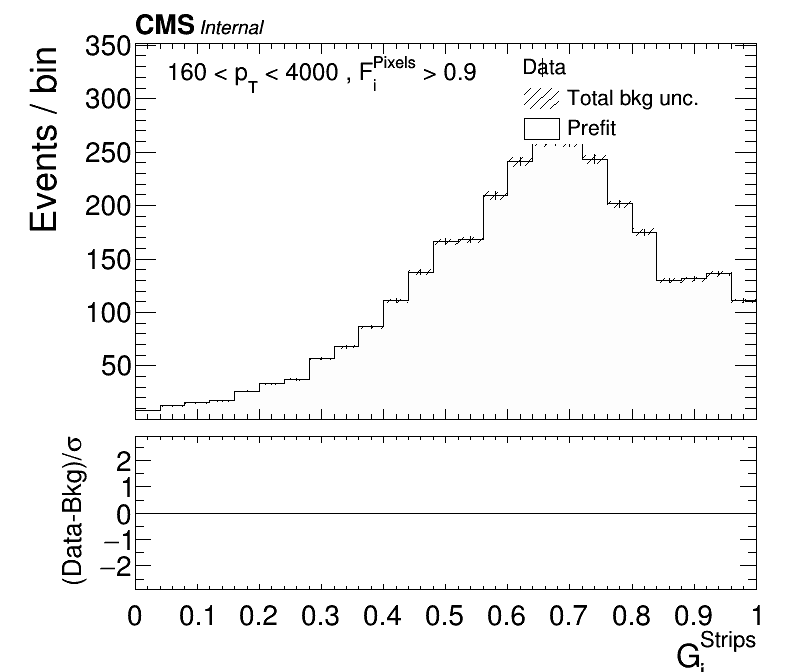 CMS Internal
160 < p_T < 4000 , F_i^Pixels > 0.9
Data
Total bkg unc.
Prefit
Events / bin
350
300
250
200
150
100
50
(Data-Bkg)/σ
2
1
0
−1
−2
0 0.1 0.2 0.3 0.4 0.5 0.6 0.7 0.8 0.9 1
G_i^Strips